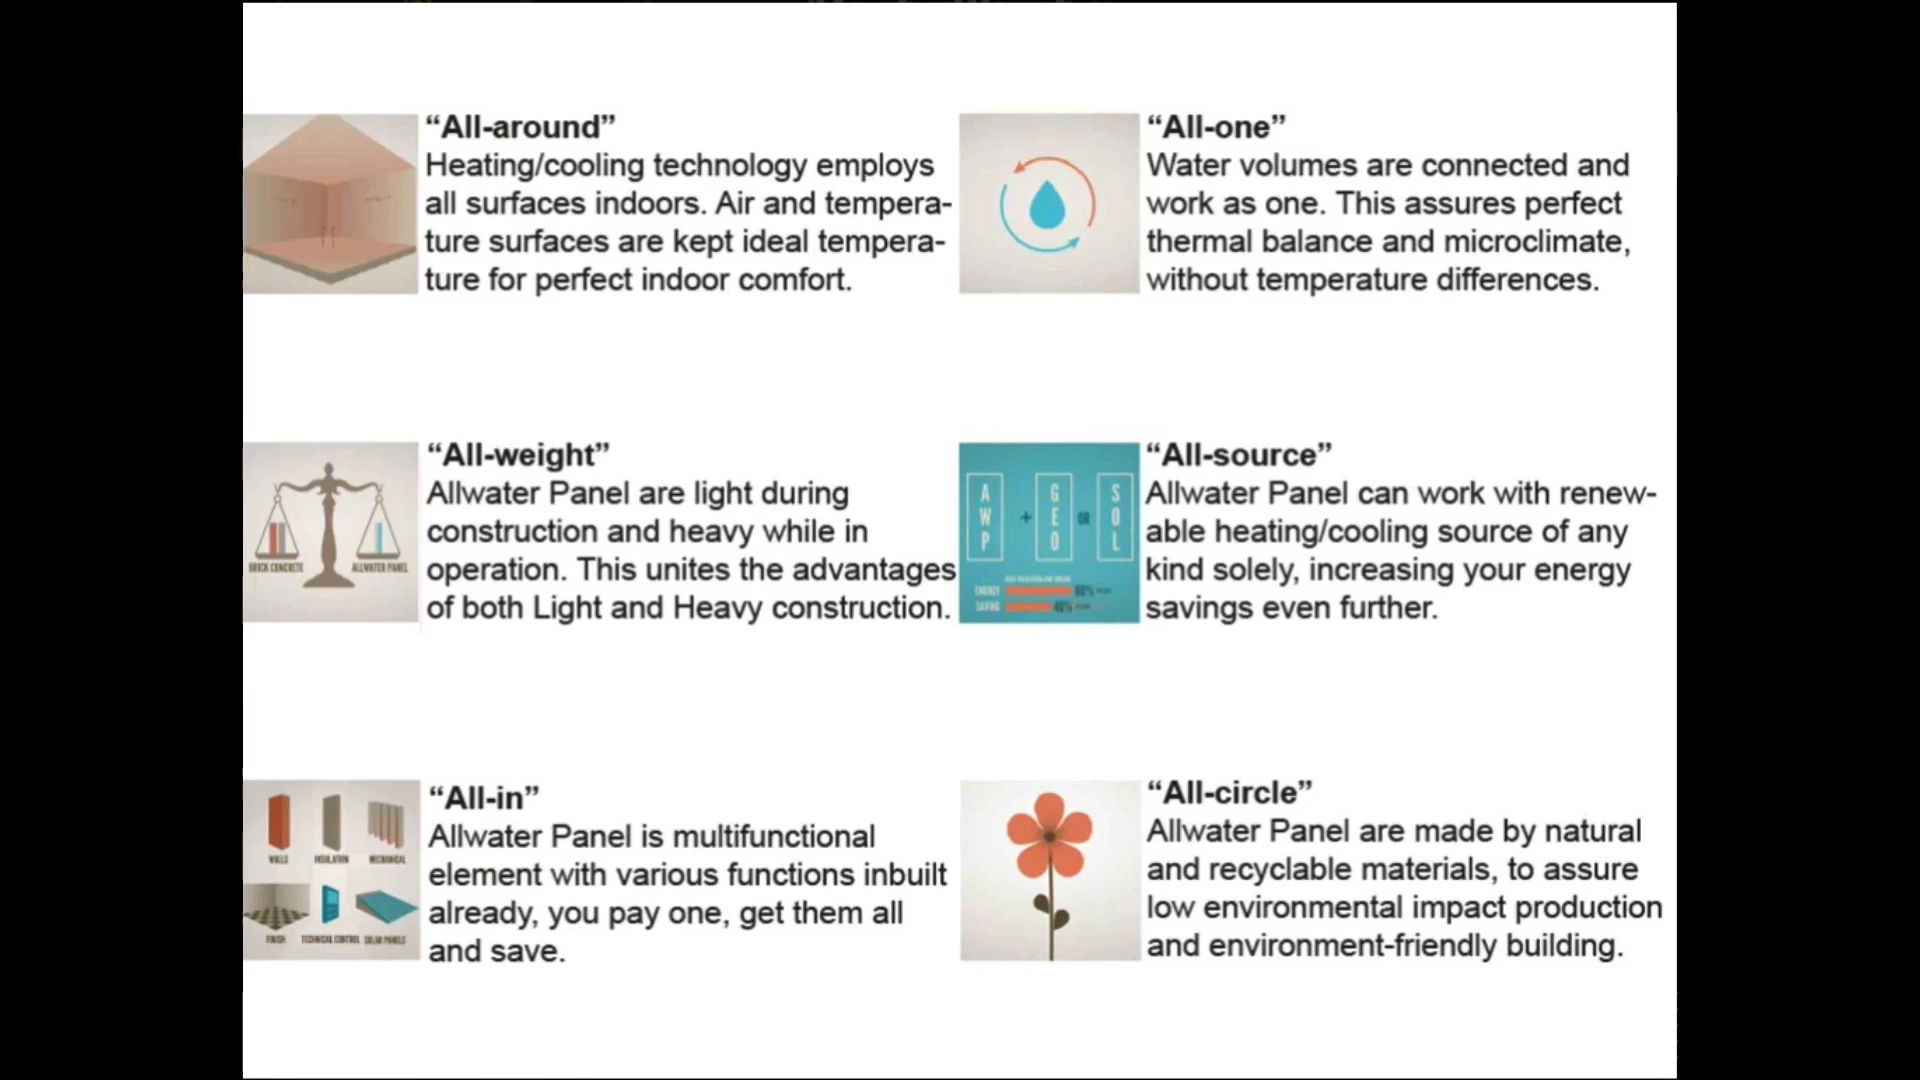 “All-around”
Heating/cooling technology employs
all surfaces indoors. Air and tempera-
ture surfaces are kept ideal tempera-
ture for perfect indoor comfort.
“All-one”
Water volumes are connected and
work as one. This assures perfect
thermal balance and microclimate,
without temperature differences.
BRICK CONCRETE
ALLWATER PANEL
“All-weight”
Allwater Panel are light during
construction and heavy while in
operation. This unites the advantages
of both Light and Heavy construction.
AWP + GEO OR SOL
ENERGY 60%
SAVING 40%
“All-source”
Allwater Panel can work with renew-
able heating/cooling source of any
kind solely, increasing your energy
savings even further.
WALLS INSULATION MECHANICAL
FINISH TECHNICAL CONTROL SOLAR PANELS
“All-in”
Allwater Panel is multifunctional
element with various functions inbuilt
already, you pay one, get them all
and save.
“All-circle”
Allwater Panel are made by natural
and recyclable materials, to assure
low environmental impact production
and environment-friendly building.